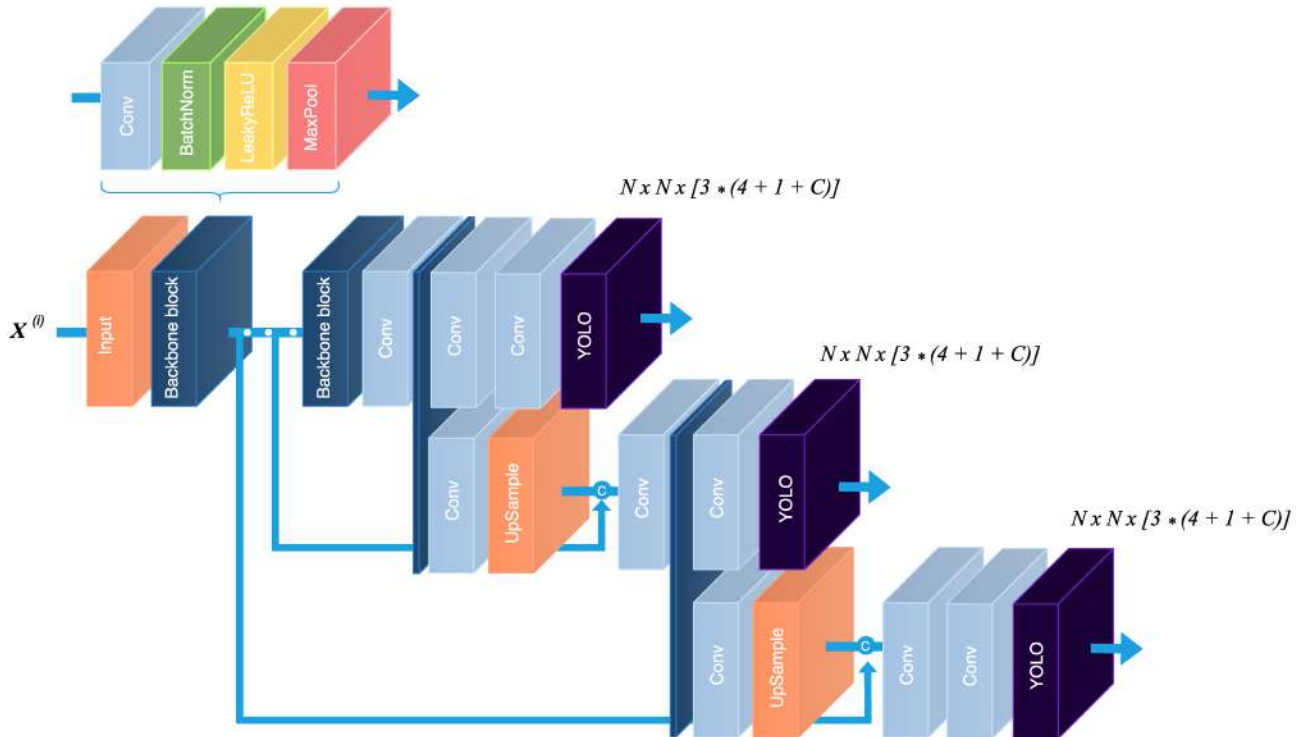 Conv
BatchNorm
LeakyReLU
MaxPool
N x N x [3 * (4 + 1 + C)]
X (i)
Input
Backbone block
Backbone block
Conv
Conv
Conv
YOLO
N x N x [3 * (4 + 1 + C)]
Conv
UpSample
C
Conv
Conv
YOLO
N x N x [3 * (4 + 1 + C)]
Conv
UpSample
C
Conv
Conv
YOLO